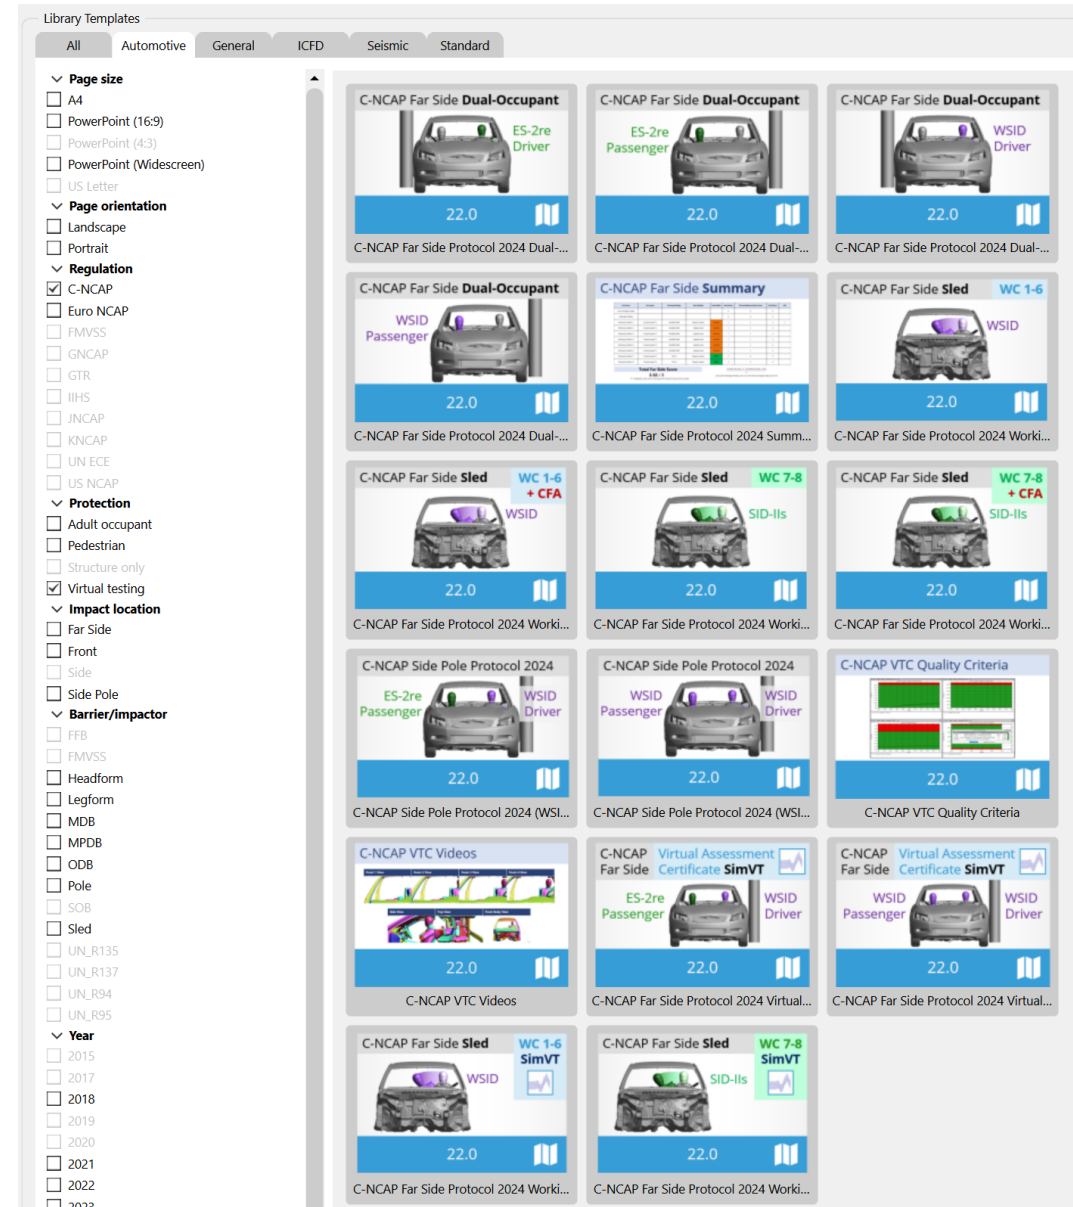 Library Templates
All Automotive General ICFD Seismic Standard
Page size
A4
PowerPoint (16:9)
PowerPoint (4:3)
PowerPoint (Widescreen)
US Letter
Page orientation
Landscape
Portrait
Regulation
C-NCAP
Euro NCAP
FMVSS
GNCAP
GTR
IIHS
JNCAP
KNCAP
UN ECE
US NCAP
Protection
Adult occupant
Pedestrian
Structure only
Virtual testing
Impact location
Far Side
Front
Side
Side Pole
Barrier/impactor
FFB
FMVSS
Headform
Legform
MDB
MPDB
ODB
Pole
SOB
Sled
UN_R135
UN_R137
UN_R94
UN_R95
Year
2015
2017
2018
2019
2020
2021
2022
2023
C-NCAP Far Side Dual-Occupant
ES-2re
Driver
22.0
C-NCAP Far Side Protocol 2024 Dual-...
C-NCAP Far Side Dual-Occupant
ES-2re
Passenger
22.0
C-NCAP Far Side Protocol 2024 Dual-...
C-NCAP Far Side Dual-Occupant
WSID
Driver
22.0
C-NCAP Far Side Protocol 2024 Dual-...
C-NCAP Far Side Dual-Occupant
WSID
Passenger
22.0
C-NCAP Far Side Protocol 2024 Dual-...
C-NCAP Far Side Summary
22.0
C-NCAP Far Side Protocol 2024 Summ...
C-NCAP Far Side Sled WC 1-6
WSID
22.0
C-NCAP Far Side Protocol 2024 Worki...
C-NCAP Far Side Sled WC 1-6
+ CFA
WSID
22.0
C-NCAP Far Side Protocol 2024 Worki...
C-NCAP Far Side Sled WC 7-8
SID-IIs
22.0
C-NCAP Far Side Protocol 2024 Worki...
C-NCAP Far Side Sled WC 7-8
+ CFA
SID-IIs
22.0
C-NCAP Far Side Protocol 2024 Worki...
C-NCAP Side Pole Protocol 2024
ES-2re WSID
Passenger Driver
22.0
C-NCAP Side Pole Protocol 2024 (WSI...
C-NCAP Side Pole Protocol 2024
WSID WSID
Passenger Driver
22.0
C-NCAP Side Pole Protocol 2024 (WSI...
C-NCAP VTC Quality Criteria
22.0
C-NCAP VTC Quality Criteria
C-NCAP VTC Videos
22.0
C-NCAP VTC Videos
C-NCAP Virtual Assessment
Far Side Certificate SimVT
ES-2re WSID
Passenger Driver
22.0
C-NCAP Far Side Protocol 2024 Virtual...
C-NCAP Virtual Assessment
Far Side Certificate SimVT
WSID WSID
Passenger Driver
22.0
C-NCAP Far Side Protocol 2024 Virtual...
C-NCAP Far Side Sled WC 1-6
SimVT
WSID
22.0
C-NCAP Far Side Protocol 2024 Worki...
C-NCAP Far Side Sled WC 7-8
SimVT
SID-IIs
22.0
C-NCAP Far Side Protocol 2024 Worki...